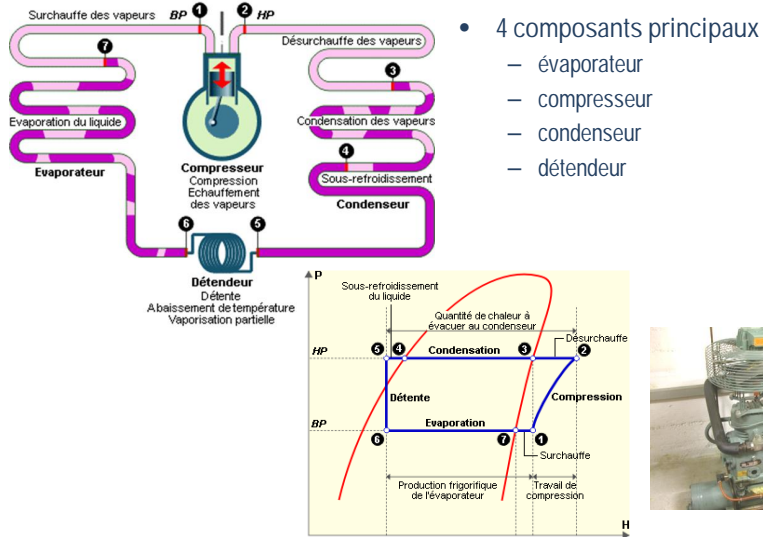 Surchauffe des vapeurs BP 1 2 HP
Désurchauffe des vapeurs
7
3
Evaporation du liquide
Condensation des vapeurs
4
Evaporateur
Compresseur
Compression
Echauffement
des vapeurs
Sous-refroidissement
Condenseur
6 5
Détendeur
Détente
Abaissement de température
Vaporisation partielle
• 4 composants principaux
– évaporateur
– compresseur
– condenseur
– détendeur
P
Sous-refroidissement
du liquide
Quantité de chaleur à
évacuer au condenseur
Désurchauffe
HP 5 4 Condensation 3 2
Détente
Compression
BP
Evaporation
6 7 1
Surchauffe
Production frigorifique
de l'évaporateur
Travail de
compression
H